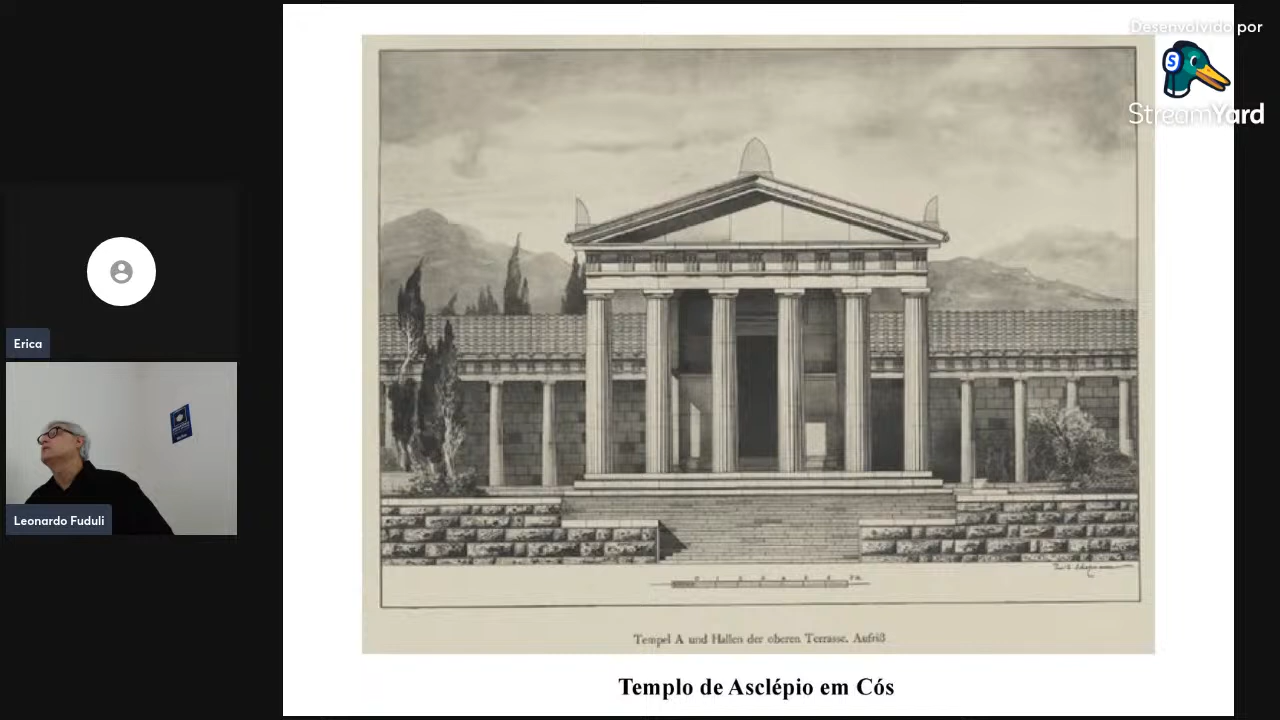 Desenvolvido por
StreamYard
Erica
Leonardo Fuduli
Tempel A und Hallen der oberen Terrasse. Aufriß
Templo de Asclépio em Cós